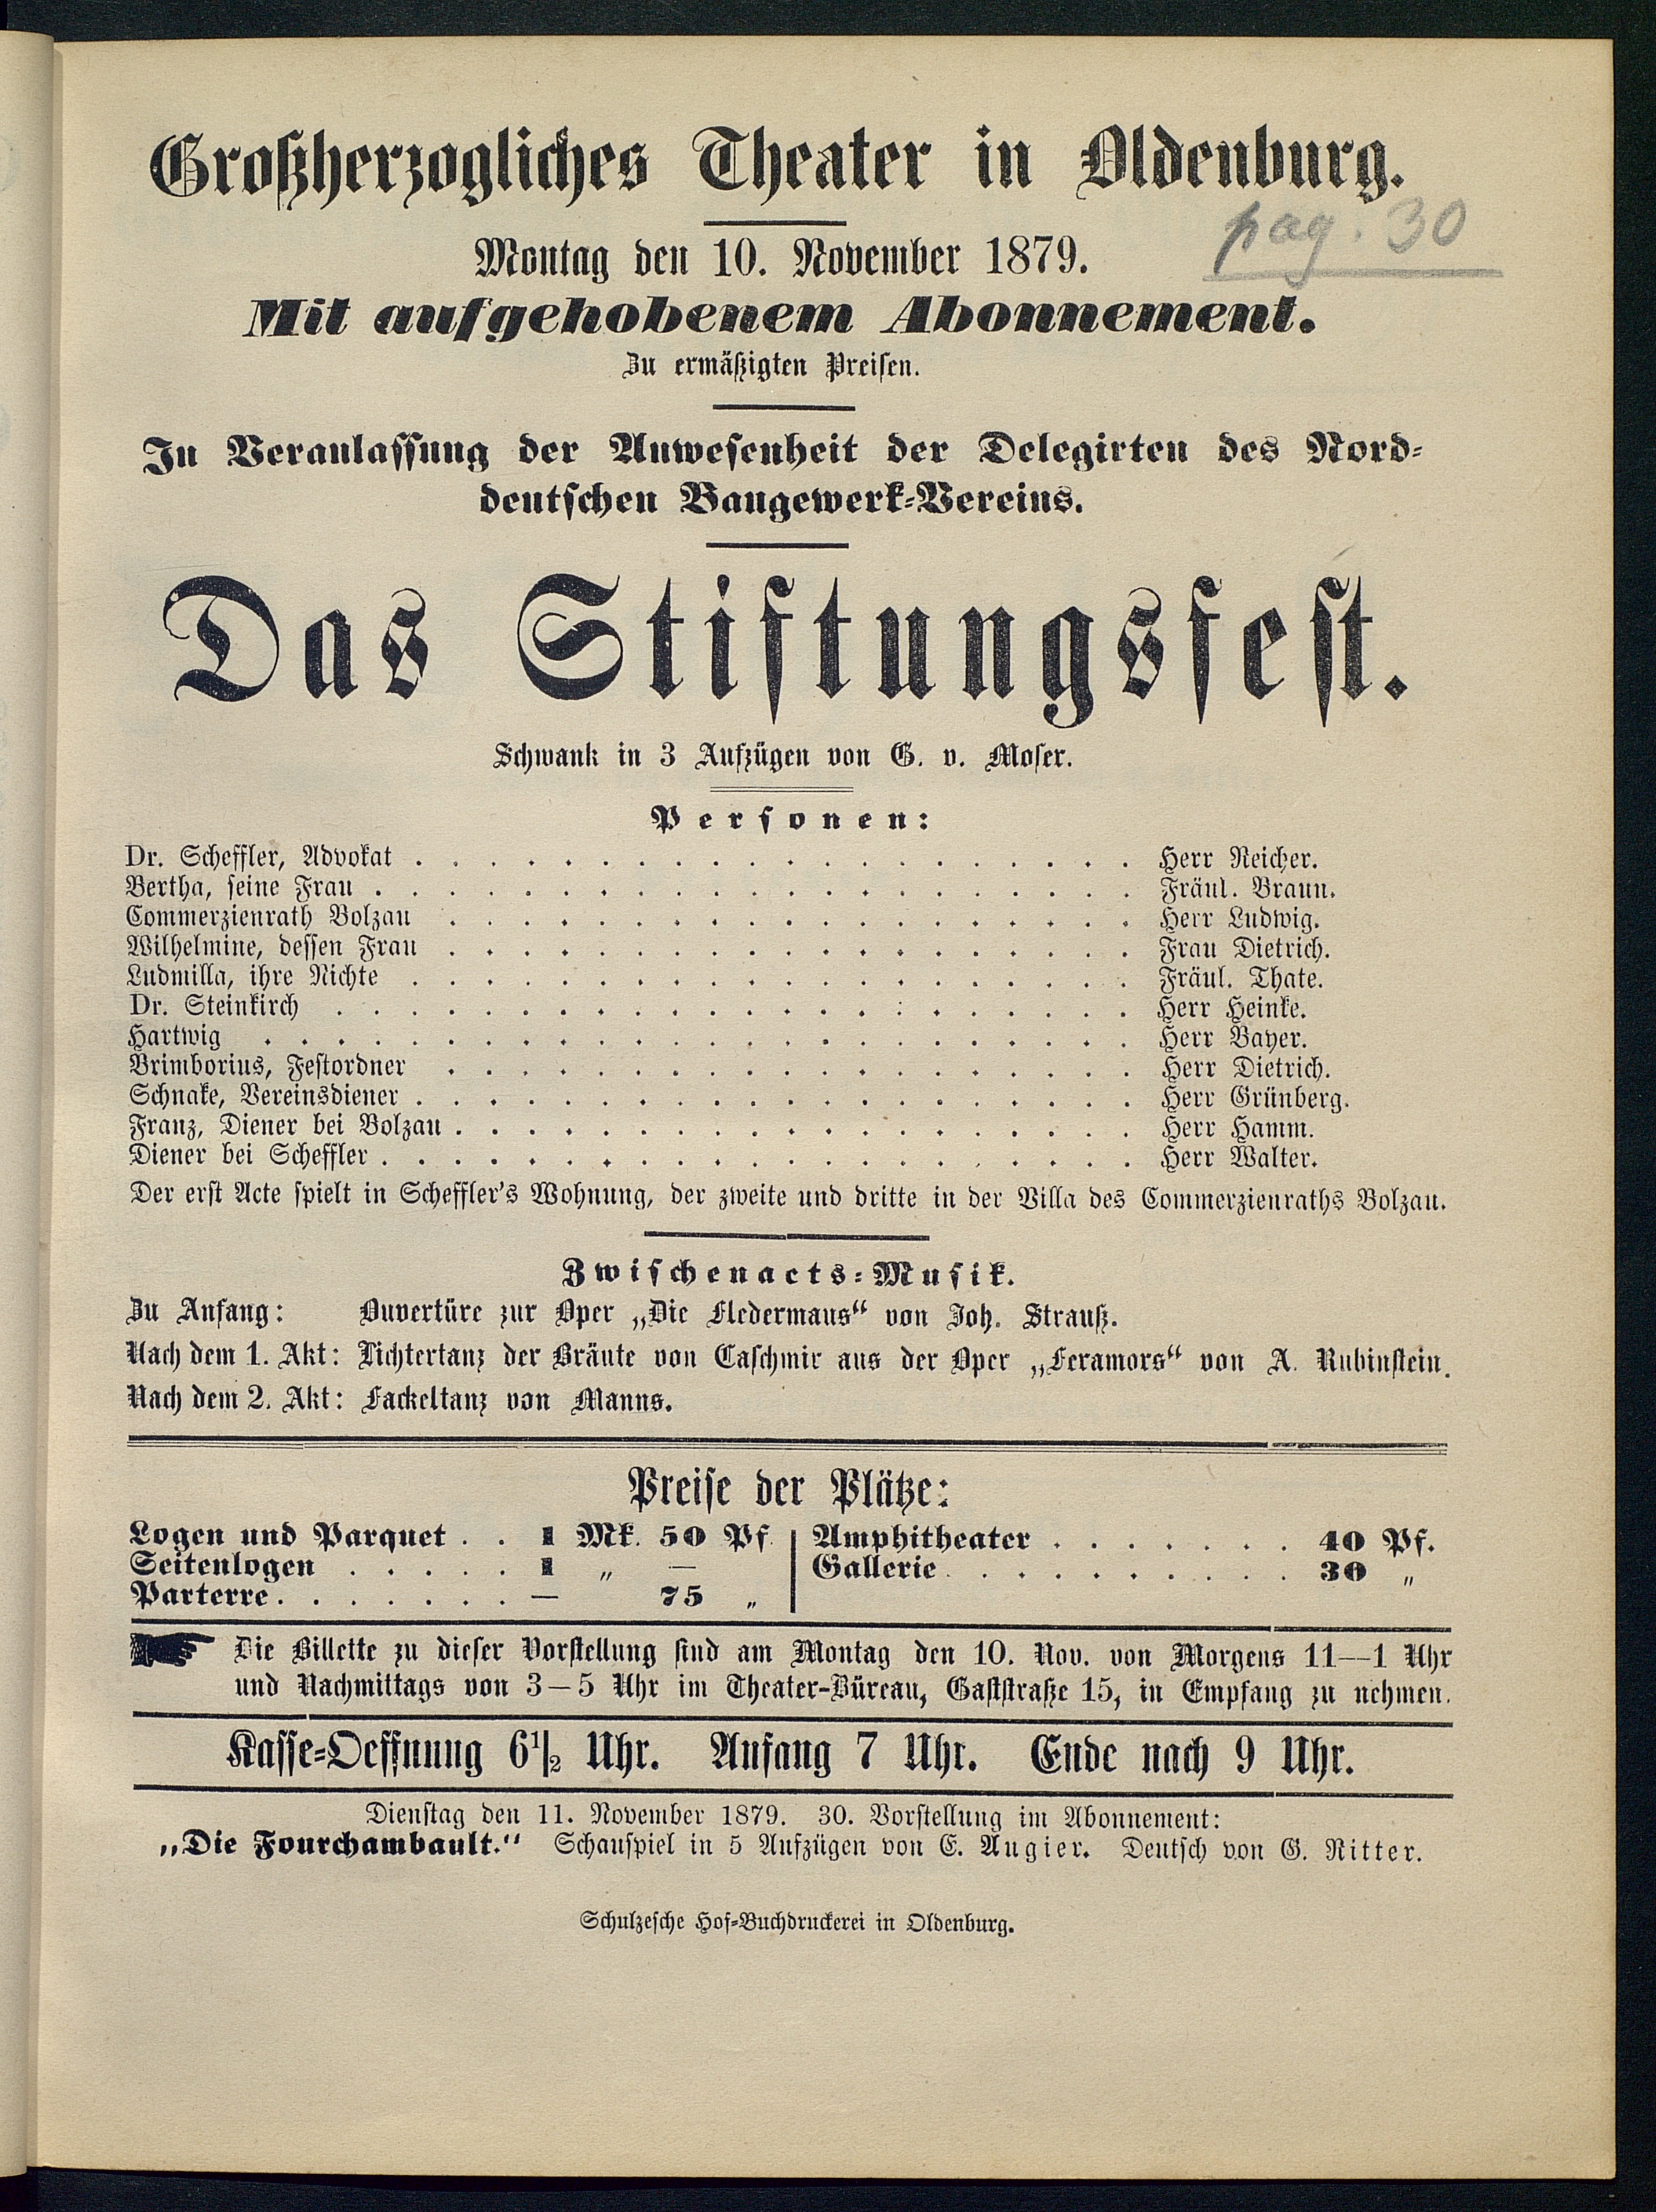 Großherzogliches Theater in Oldenburg.
pag. 30
Montag den 10. November 1879.
Mit aufgehobenem Abonnement.
Zu ermäßigten Preisen.
In Veranlassung der Anwesenheit der Delegirten des Nord-
deutschen Baugewerk-Vereins.
Das Stiftungsfest.
Schwank in 3 Aufzügen von G. v. Moser.
Personen:
Dr. Scheffler, Advokat . . . . . . . . . . . . . . . . . . . . Herr Reicher.
Bertha, seine Frau . . . . . . . . . . . . . . . . . . . . . Fräul. Braun.
Commerzienrath Bolzau . . . . . . . . . . . . . . . . . . . Herr Ludwig.
Wilhelmine, dessen Frau . . . . . . . . . . . . . . . . . . . Frau Dietrich.
Ludmilla, ihre Nichte . . . . . . . . . . . . . . . . . . . . Fräul. Thate.
Dr. Steinkirch . . . . . . . . . . . . . . . . . . . . . . Herr Heinke.
Hartwig . . . . . . . . . . . . . . . . . . . . . . . . Herr Bayer.
Brimborius, Festordner . . . . . . . . . . . . . . . . . . . Herr Dietrich.
Schnake, Vereinsdiener . . . . . . . . . . . . . . . . . . . . Herr Grünberg.
Franz, Diener bei Bolzau . . . . . . . . . . . . . . . . . . . Herr Hamm.
Diener bei Scheffler . . . . . . . . . . . . . . . . . . . . . Herr Walter.
Der erst Acte spielt in Scheffler's Wohnung, der zweite und dritte in der Villa des Commerzienraths Bolzau.
Zwischenacts-Musik.
Zu Anfang: Ouvertüre zur Oper „Die Fledermaus“ von Joh. Strauß.
Nach dem 1. Akt: Lichtertanz der Bräute von Caschmir aus der Oper „Feramors“ von A. Rubinstein.
Nach dem 2. Akt: Fackeltanz von Manns.
Preise der Plätze:
Logen und Parquet . . 1 Mk. 50 Pf. | Amphitheater . . . . . . . 40 Pf.
Seitenlogen . . . . . 1 „ — | Gallerie . . . . . . . . . . 30 „
Parterre . . . . . . . — 75 „
Die Billette zu dieser Vorstellung sind am Montag den 10. Nov. von Morgens 11—1 Uhr
und Nachmittags von 3—5 Uhr im Theater-Büreau, Gaststraße 15, in Empfang zu nehmen.
Kasse-Oeffnung 6½ Uhr. Anfang 7 Uhr. Ende nach 9 Uhr.
Dienstag den 11. November 1879. 30. Vorstellung im Abonnement:
„Die Fourchambault.“ Schauspiel in 5 Aufzügen von E. Augier. Deutsch von G. Ritter.
Schulzesche Hof-Buchdruckerei in Oldenburg.